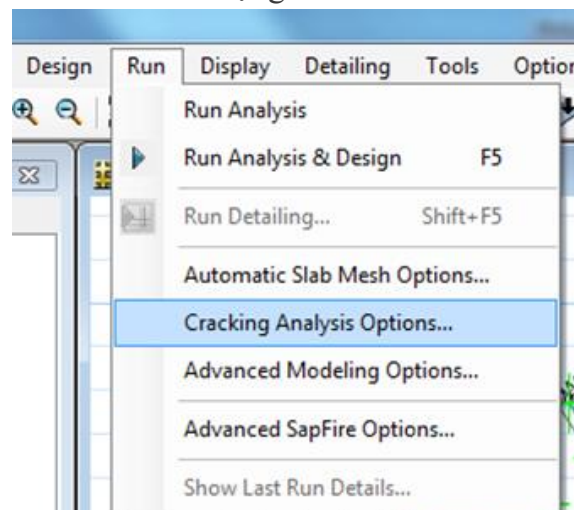 Design Run Display Detailing Tools
Run Analysis
Run Analysis & Design F5
Run Detailing... Shift+F5
Automatic Slab Mesh Options...
Cracking Analysis Options...
Advanced Modeling Options...
Advanced SapFire Options...
Show Last Run Details...